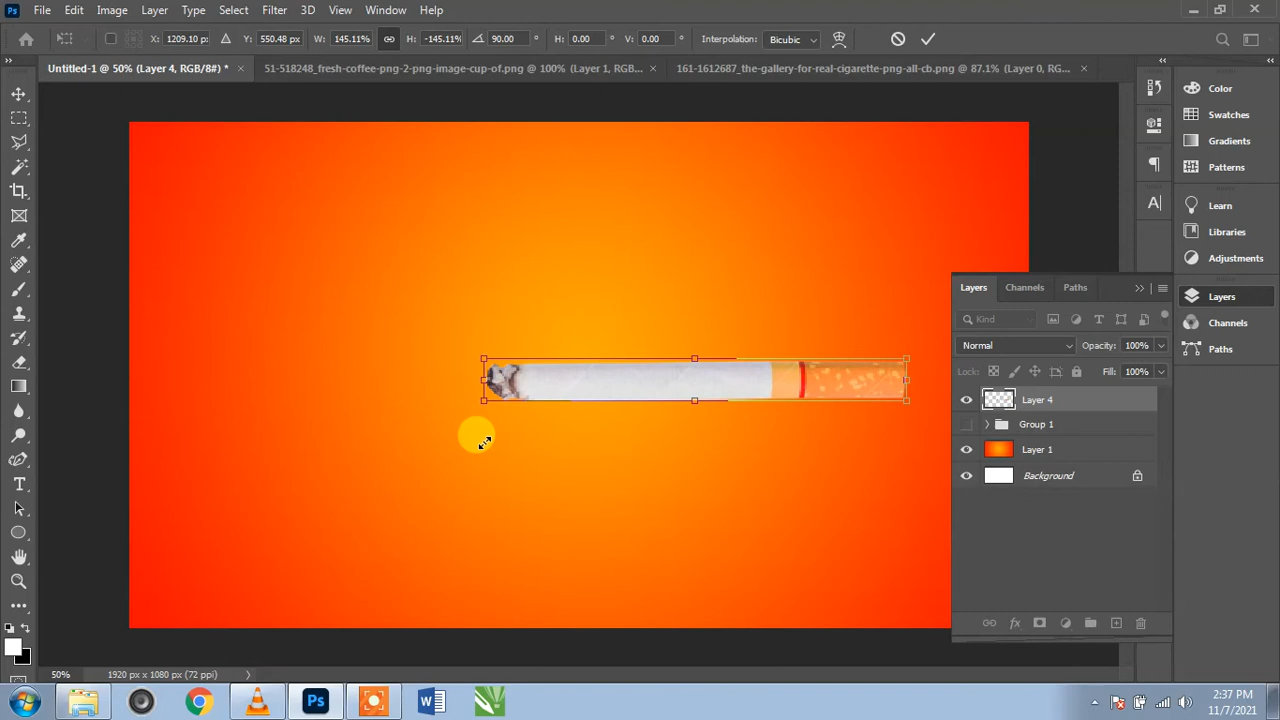 Ps File Edit Image Layer Type Select Filter 3D View Window Help
X: 1209.10 px Y: 550.48 px W: 145.11% H: -145.11% 90.00 ° H: 0.00 ° V: 0.00 ° Interpolation: Bicubic
Untitled-1 @ 50% (Layer 4, RGB/8#) * × 51-518248_fresh-coffee-png-2-png-image-cup-of.png @ 100% (Layer 1, RGB... × 161-1612687_the-gallery-for-real-cigarette-png-all-cb.png @ 87.1% (Layer 0, RG... ×
Color
Swatches
Gradients
Patterns
Learn
Libraries
Adjustments
Layers
Channels
Paths
Layers Channels Paths
Kind
Normal Opacity: 100%
Lock: Fill: 100%
Layer 4
Group 1
Layer 1
Background
fx
50% 1920 px x 1080 px (72 ppi)
Ps W
2:37 PM
11/7/2021